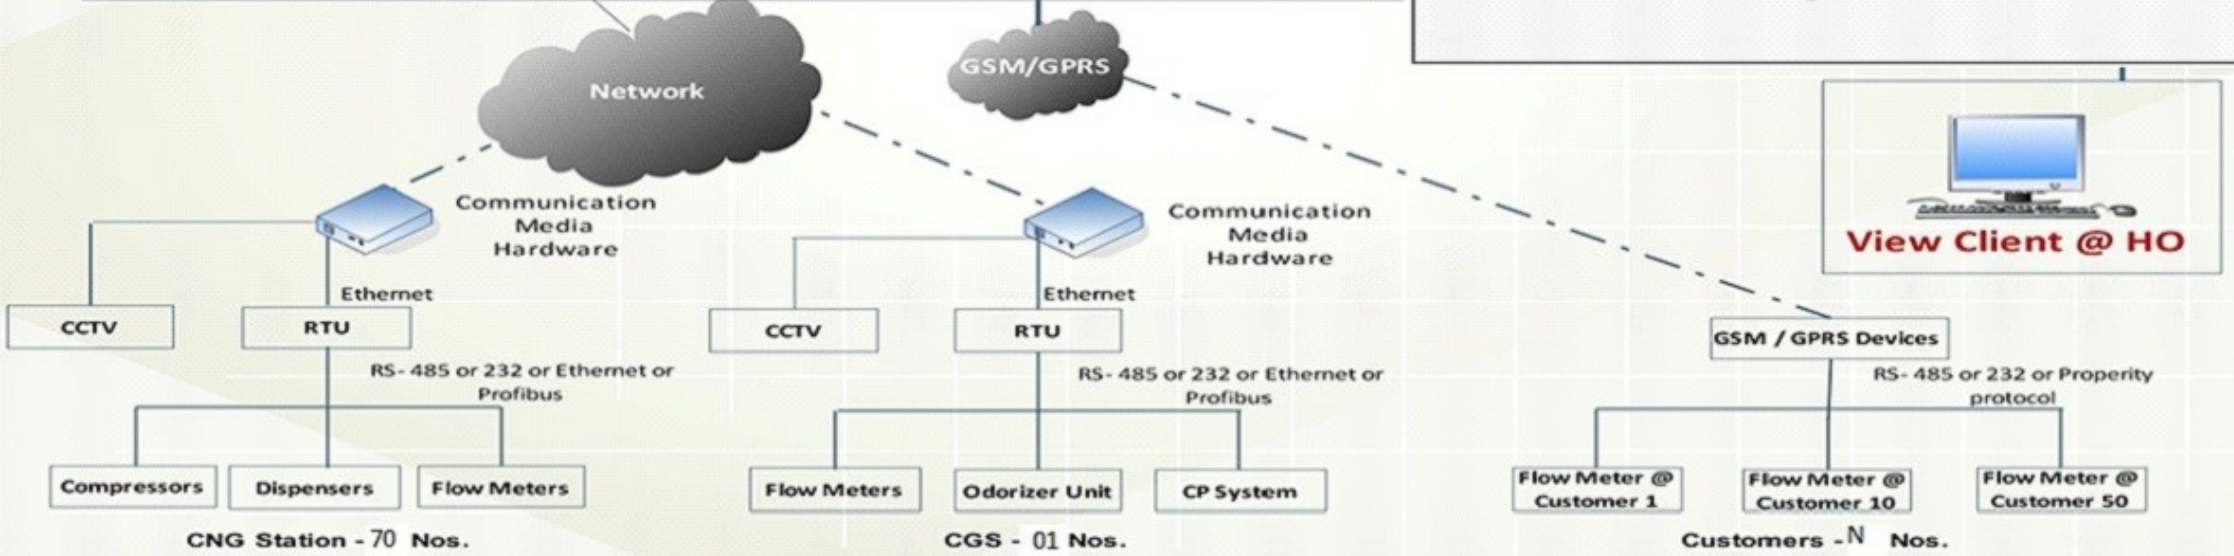 Network
GSM/GPRS
Communication
Media
Hardware
Communication
Media
Hardware
View Client @ HO
Ethernet
Ethernet
CCTV
RTU
CCTV
RTU
GSM / GPRS Devices
RS- 485 or 232 or Ethernet or
Profibus
RS- 485 or 232 or Ethernet or
Profibus
RS- 485 or 232 or Properity
protocol
Compressors
Dispensers
Flow Meters
Flow Meters
Odorizer Unit
CP System
Flow Meter @
Customer 1
Flow Meter @
Customer 10
Flow Meter @
Customer 50
CNG Station - 70 Nos.
CGS - 01 Nos.
Customers - N Nos.